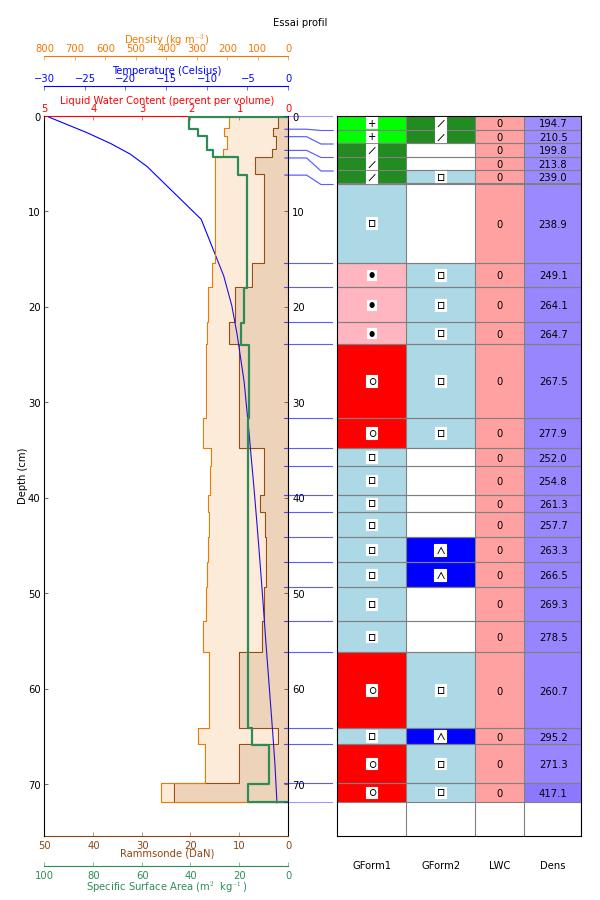 Essai profil
Density (kg m⁻³)
800 700 600 500 400 300 200 100 0
Temperature (Celsius)
−30 −25 −20 −15 −10 −5 0
Liquid Water Content (percent per volume)
5 4 3 2 1 0
0 0
10 10
20 20
30 30
40 40
50 50
60 60
70 70
Depth (cm)
+ 0 194.7
+ 0 210.5
0 199.8
0 213.8
0 239.0
0 238.9
0 249.1
0 264.1
0 264.7
0 267.5
0 277.9
0 252.0
0 254.8
0 261.3
0 257.7
0 263.3
0 266.5
0 269.3
0 278.5
0 260.7
0 295.2
0 271.3
0 417.1
50 40 30 20 10 0
Rammsonde (DaN)
100 80 60 40 20 0
Specific Surface Area (m² kg⁻¹)
GForm1 GForm2 LWC Dens